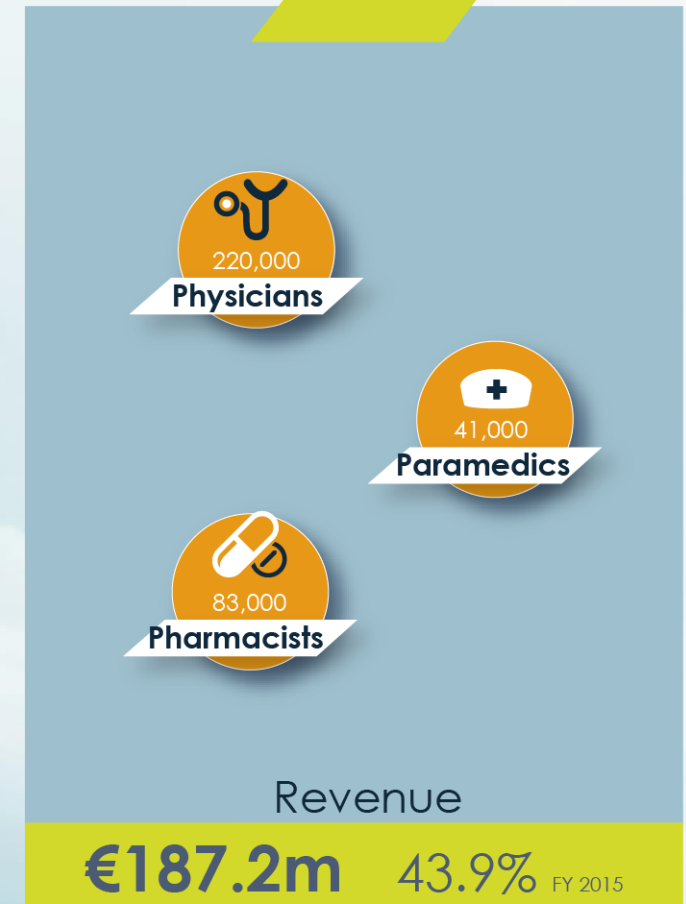 220,000
Physicians
41,000
Paramedics
83,000
Pharmacists
Revenue
€187.2m 43.9% FY 2015